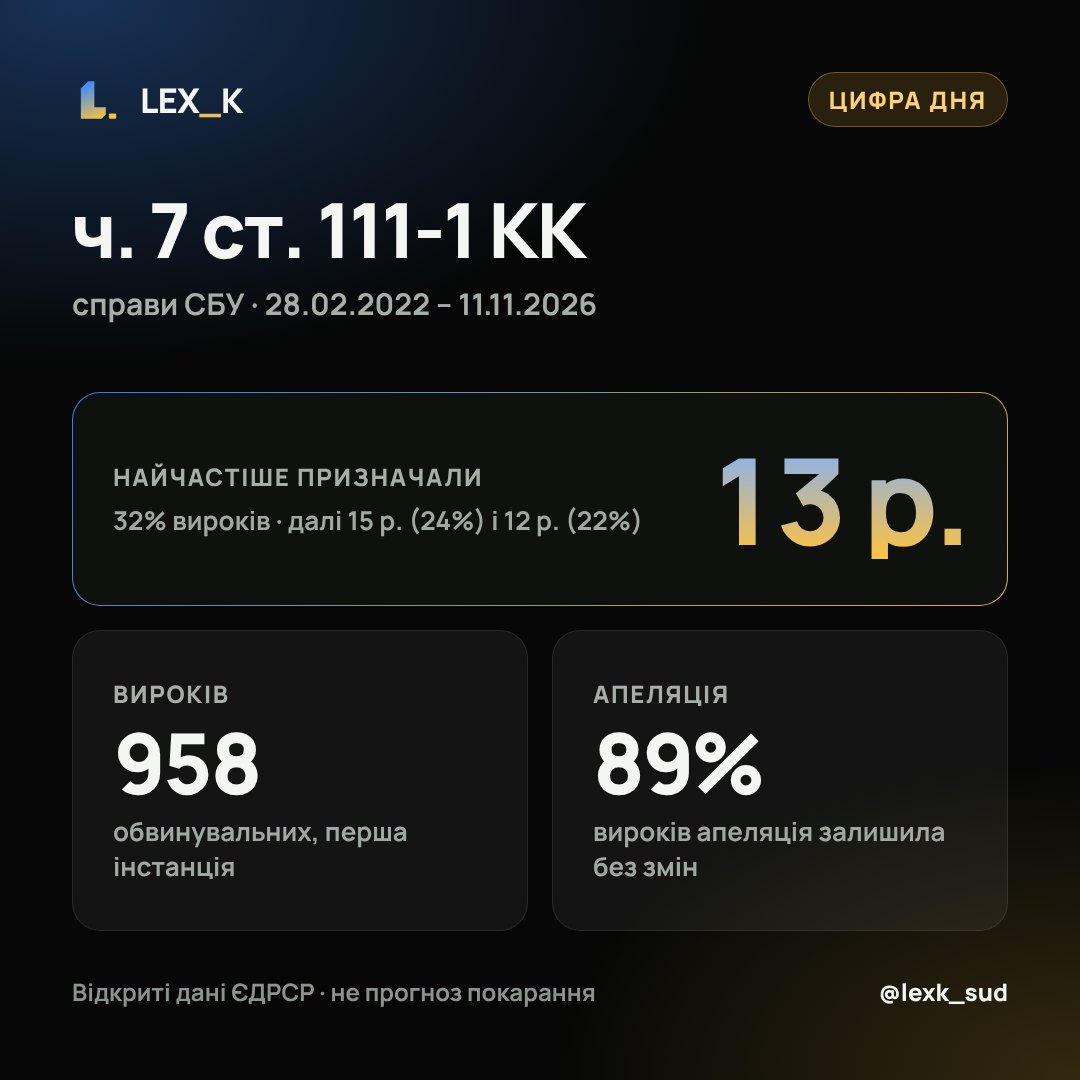 L. LEX_K
ЦИФРА ДНЯ
ч. 7 ст. 111-1 КК
справи СБУ · 28.02.2022 – 11.11.2026
НАЙЧАСТІШЕ ПРИЗНАЧАЛИ
32% вироків · далі 15 р. (24%) і 12 р. (22%)
13 р.
ВИРОКІВ
958
обвинувальних, перша
інстанція
АПЕЛЯЦІЯ
89%
вироків апеляція залишила
без змін
Відкриті дані ЄДРСР · не прогноз покарання
@lexk_sud